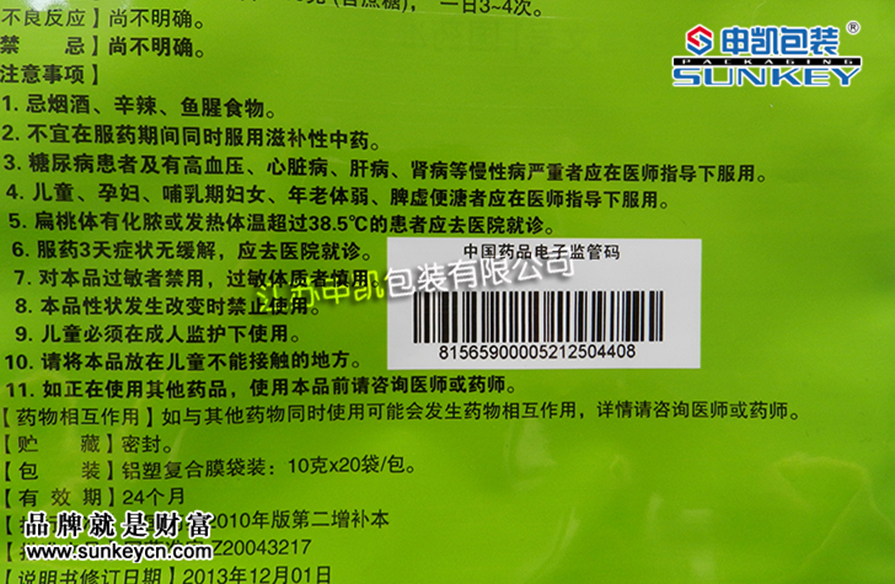 克（含蔗糖），一日3~4次。
不良反应】尚不明确。
禁 忌】尚不明确。
注意事项】
1. 忌烟酒、辛辣、鱼腥食物。
2. 不宜在服药期间同时服用滋补性中药。
3. 糖尿病患者及有高血压、心脏病、肝病、肾病等慢性病严重者应在医师指导下服用。
4. 儿童、孕妇、哺乳期妇女、年老体弱、脾虚便溏者应在医师指导下服用。
5. 扁桃体有化脓或发热体温超过38.5℃的患者应去医院就诊。
6. 服药3天症状无缓解，应去医院就诊。
7. 对本品过敏者禁用，过敏体质者慎用。
8. 本品性状发生改变时禁止使用。
9. 儿童必须在成人监护下使用。
10. 请将本品放在儿童不能接触的地方。
11. 如正在使用其他药品，使用本品前请咨询医师或药师。
【药物相互作用】如与其他药物同时使用可能会发生药物相互作用，详情请咨询医师或药师。
【贮 藏】密封。
【包 装】铝塑复合膜袋装：10克x20袋/包。
【有 效 期】24个月
2010年版第二增补本
Z20043217
【说明书修订日期】2013年12月01日
中国药品电子监管码
81565900005212504408
申凯包装®
PACKAGING
SUNKEY
江苏申凯包装有限公司
品牌就是财富
www.sunkeycn.com